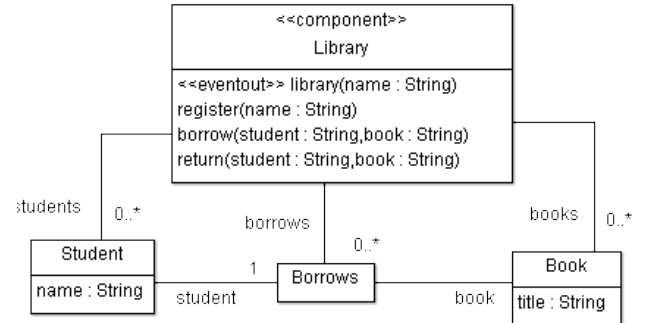 <<component>>
Library
<<eventout>> library(name : String)
register(name : String)
borrow(student : String,book : String)
return(student : String,book : String)
students
0..*
borrows
0..*
books
0..*
Student
name : String
1
student
Borrows
book
Book
title : String